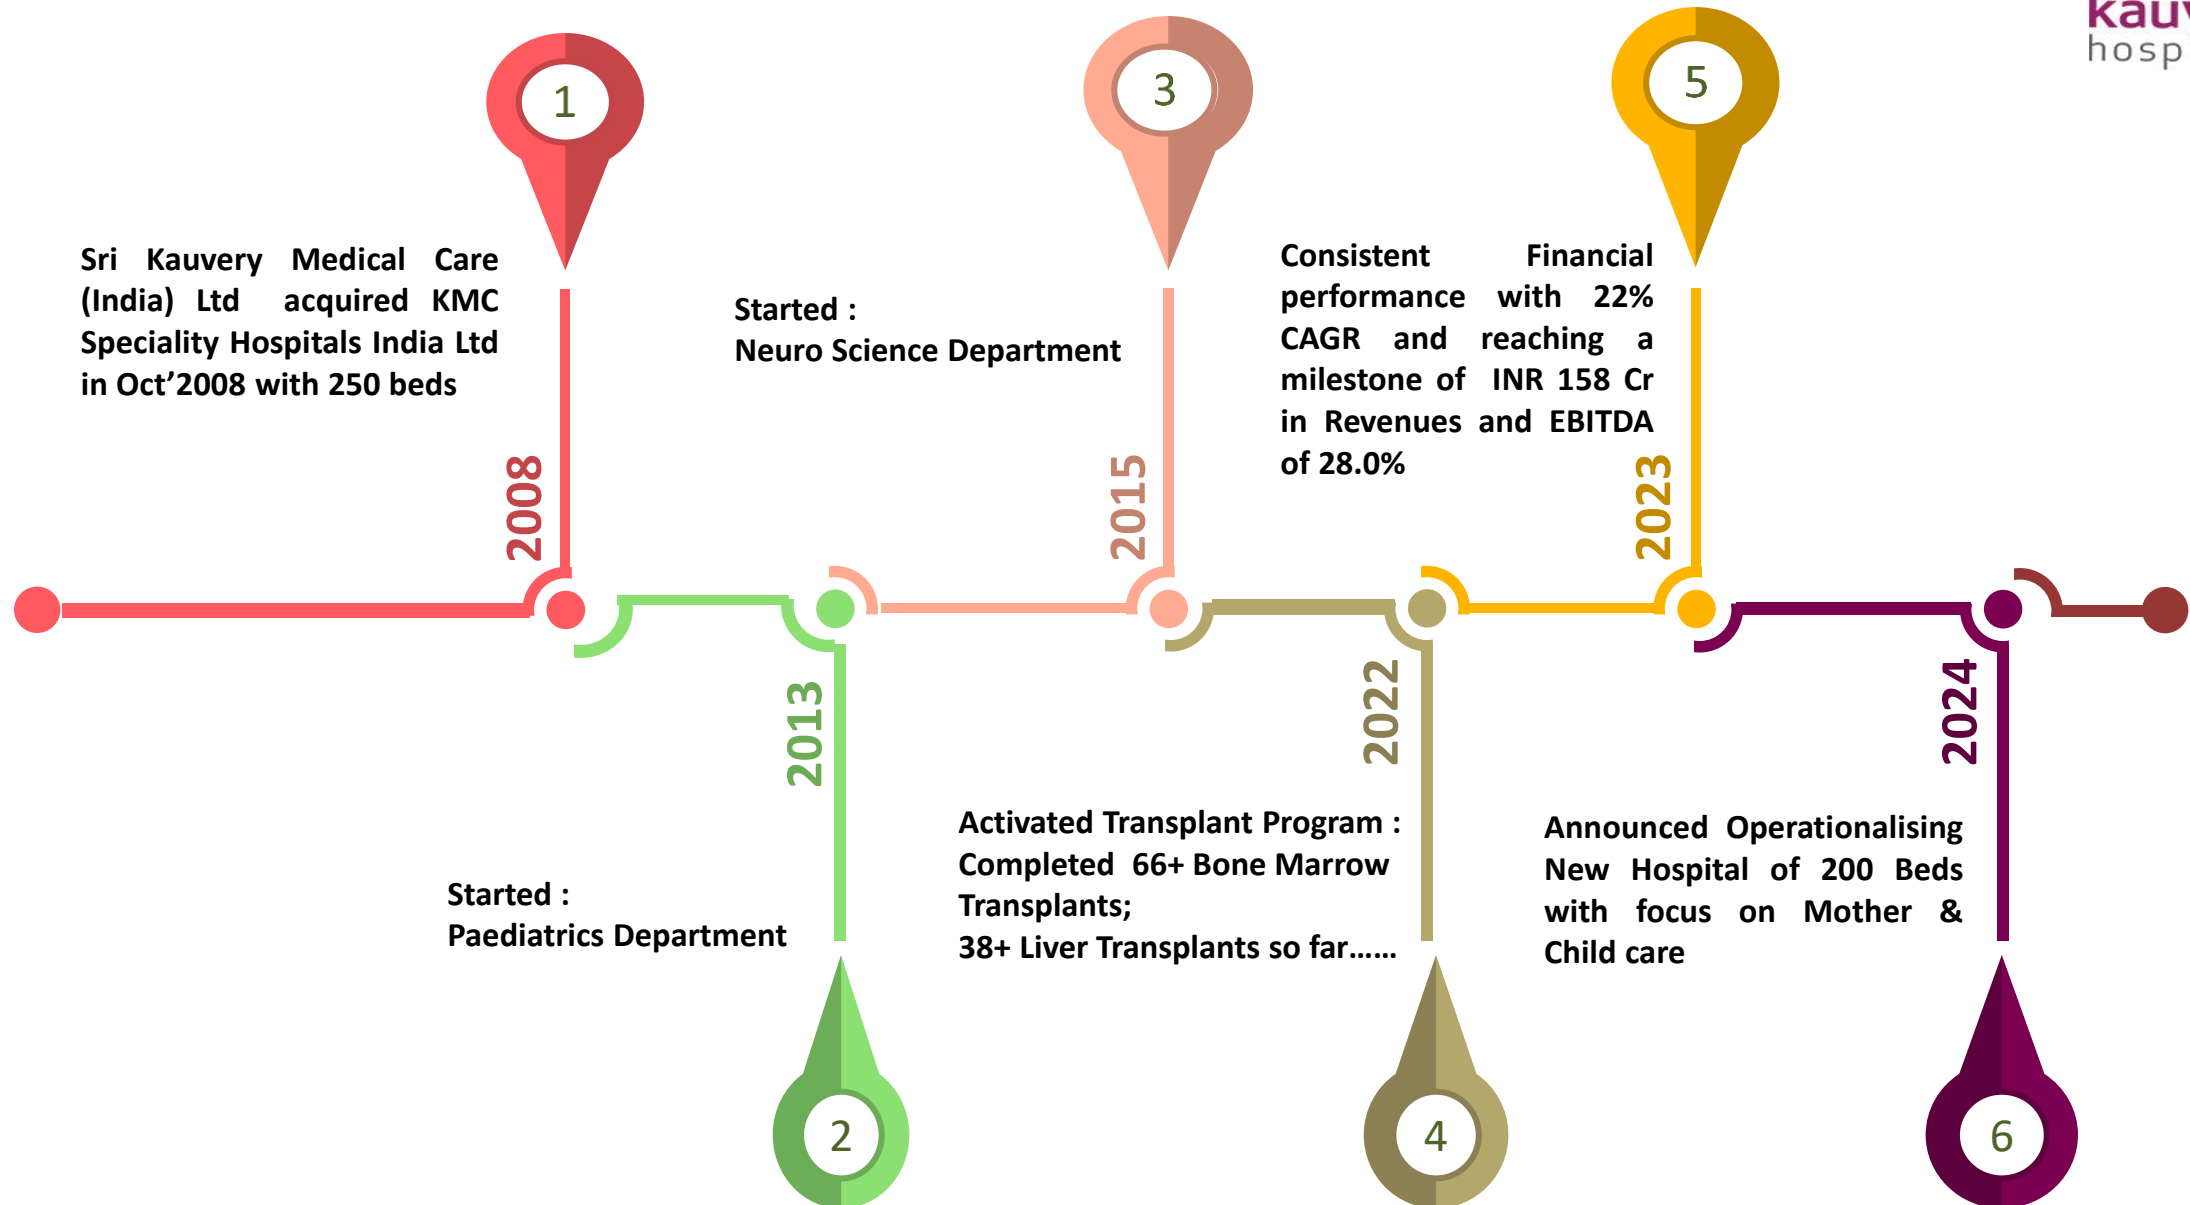 1
Sri Kauvery Medical Care
(India) Ltd acquired KMC
Speciality Hospitals India Ltd
in Oct’2008 with 250 beds
2008
2013
Started :
Paediatrics Department
2
3
Started :
Neuro Science Department
2015
2022
Activated Transplant Program :
Completed 66+ Bone Marrow
Transplants;
38+ Liver Transplants so far......
4
5
Consistent Financial
performance with 22%
CAGR and reaching a
milestone of INR 158 Cr
in Revenues and EBITDA
of 28.0%
2023
2024
Announced Operationalising
New Hospital of 200 Beds
with focus on Mother &
Child care
6